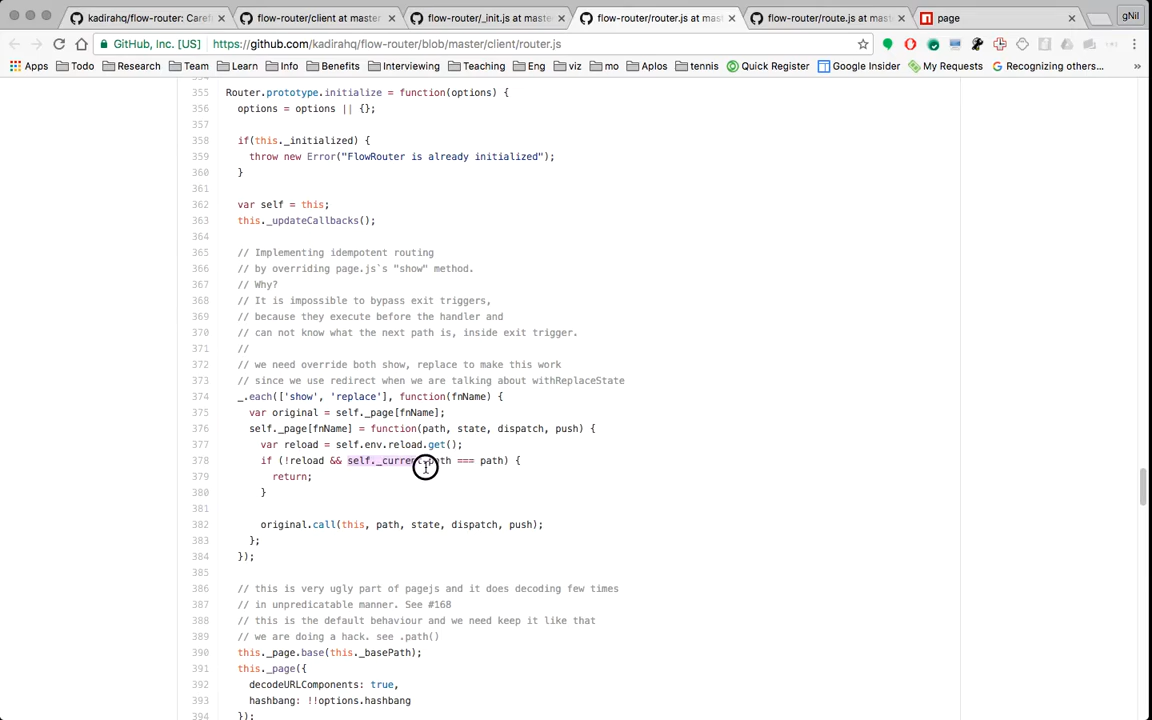 kadirahq/flow-router: Caref
flow-router/client at master
flow-router/_init.js at master
flow-router/router.js at mast
flow-router/route.js at mast
page
gNil
GitHub, Inc. [US]
https://github.com/kadirahq/flow-router/blob/master/client/router.js
Apps
Todo
Research
Team
Learn
Info
Benefits
Interviewing
Teaching
Eng
viz
mo
Aplos
tennis
Quick Register
Google Insider
My Requests
Recognizing others...
»
355 Router.prototype.initialize = function(options) {
356 options = options || {};
357
358 if(this._initialized) {
359 throw new Error("FlowRouter is already initialized");
360 }
361
362 var self = this;
363 this._updateCallbacks();
364
365 // Implementing idempotent routing
366 // by overriding page.js`s "show" method.
367 // Why?
368 // It is impossible to bypass exit triggers,
369 // because they execute before the handler and
370 // can not know what the next path is, inside exit trigger.
371 //
372 // we need override both show, replace to make this work
373 // since we use redirect when we are talking about withReplaceState
374 _.each(['show', 'replace'], function(fnName) {
375 var original = self._page[fnName];
376 self._page[fnName] = function(path, state, dispatch, push) {
377 var reload = self.env.reload.get();
378 if (!reload && self._current.path === path) {
379 return;
380 }
381
382 original.call(this, path, state, dispatch, push);
383 };
384 });
385
386 // this is very ugly part of pagejs and it does decoding few times
387 // in unpredicatable manner. See #168
388 // this is the default behaviour and we need keep it like that
389 // we are doing a hack. see .path()
390 this._page.base(this._basePath);
391 this._page({
392 decodeURLComponents: true,
393 hashbang: !!options.hashbang
394 });